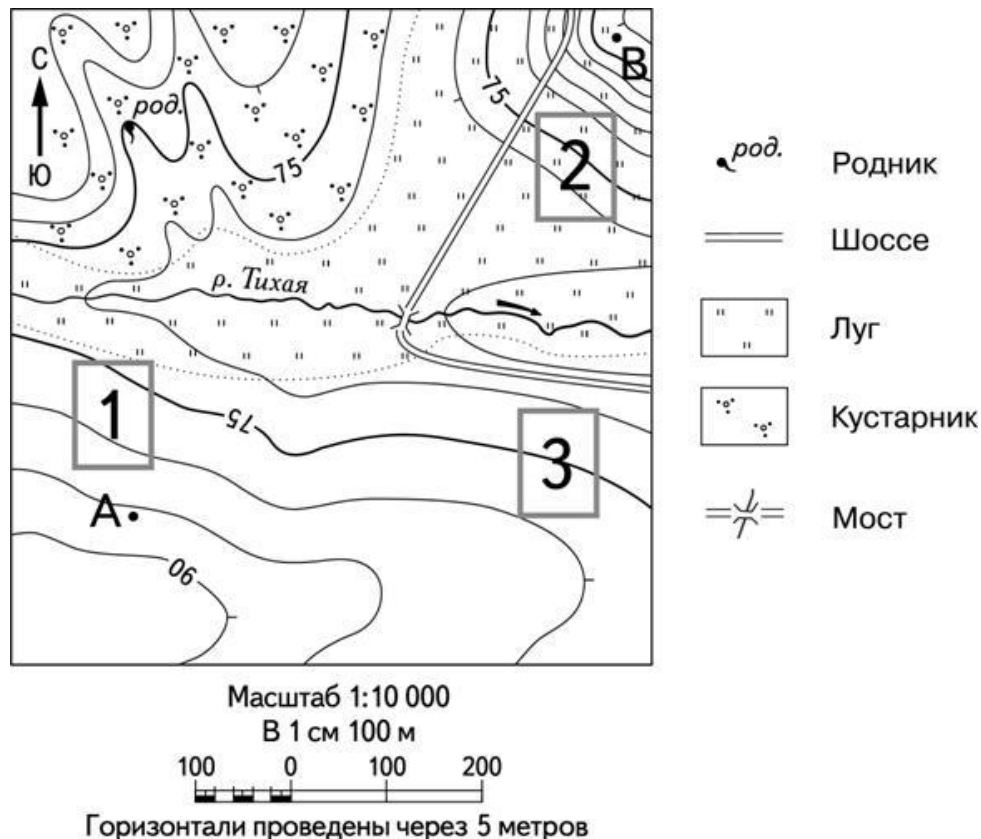 С
Ю
род.
75
В
75
2
р. Тихая
1
75
3
А
90
род. Родник
Шоссе
Луг
Кустарник
Мост
Масштаб 1:10 000
В 1 см 100 м
100 0 100 200
Горизонтали проведены через 5 метров